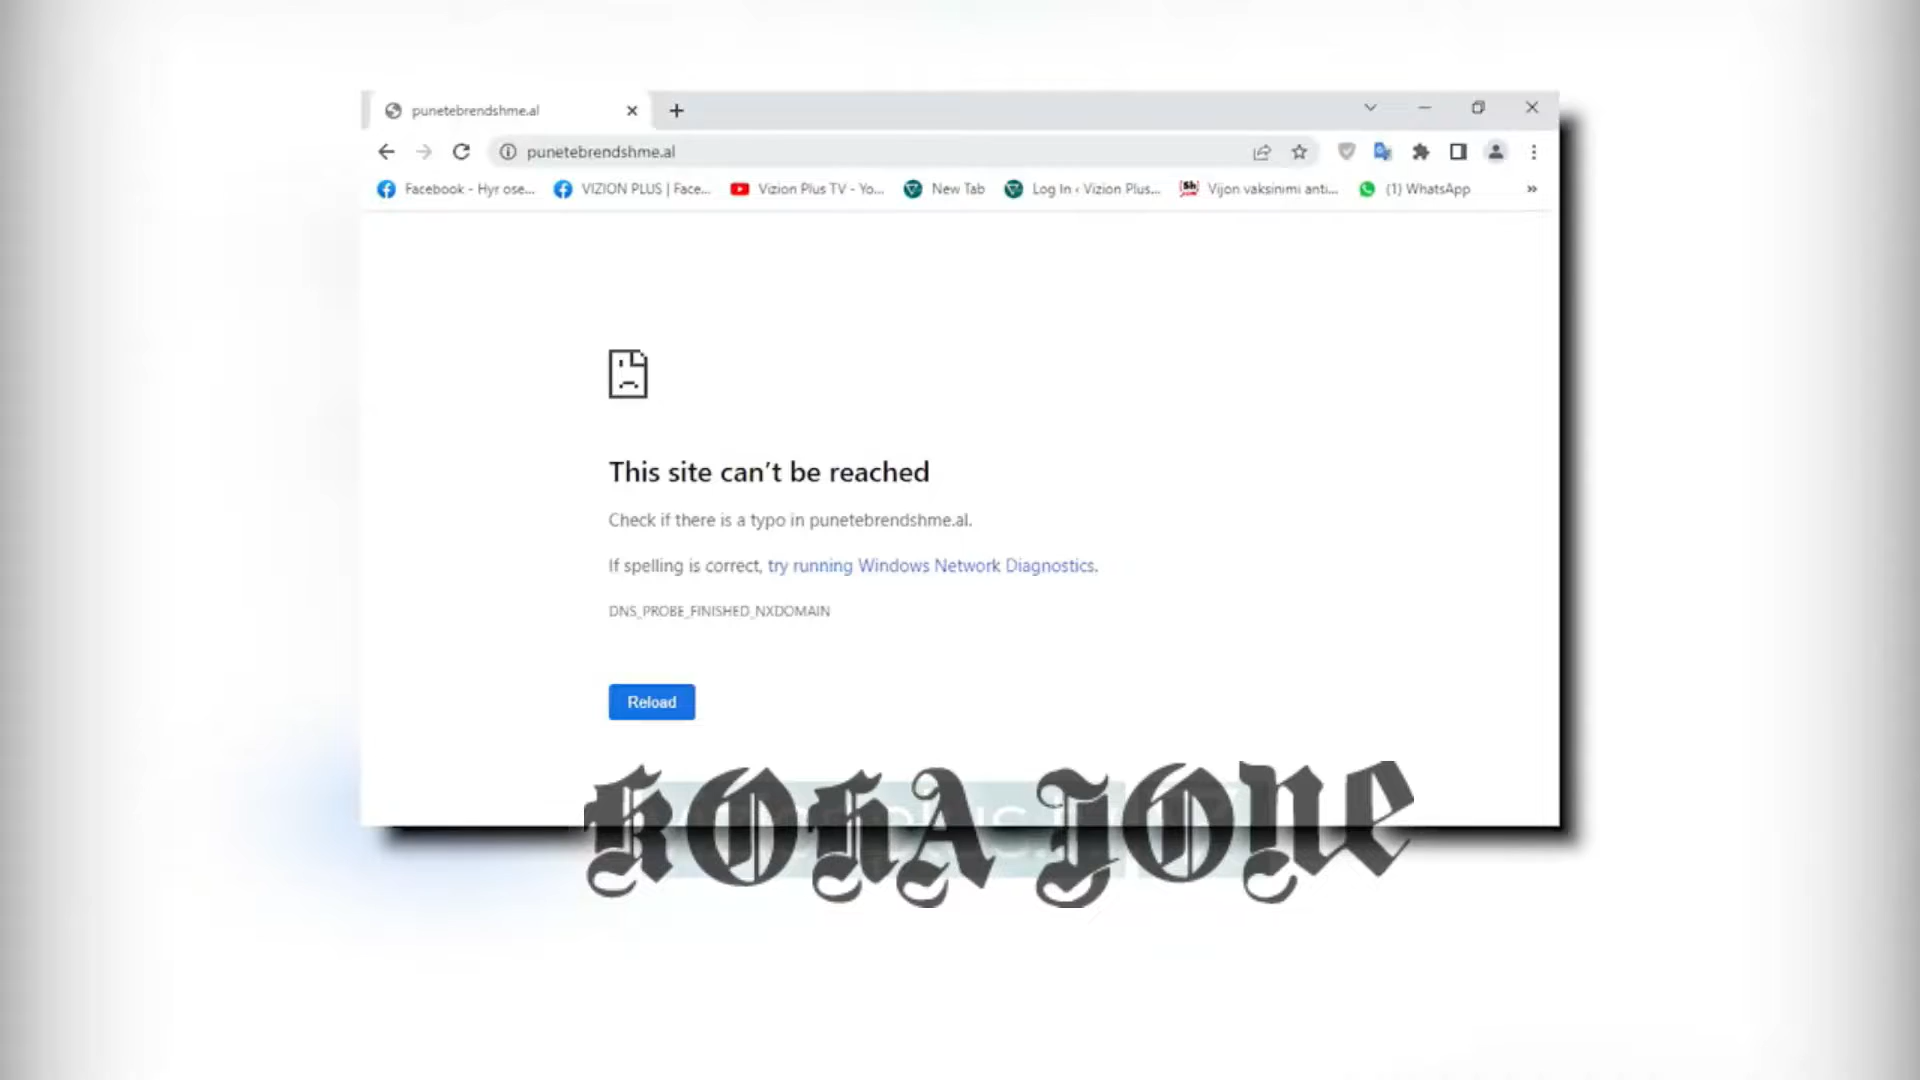 punetebrendshme.al
punetebrendshme.al
Facebook - Hyr ose... VIZION PLUS | Face... Vizion Plus TV - Yo... New Tab Log In ‹ Vizion Plus... Vijon vaksinimi anti... (1) WhatsApp »
This site can't be reached
Check if there is a typo in punetebrendshme.al.
If spelling is correct, try running Windows Network Diagnostics.
DNS_PROBE_FINISHED_NXDOMAIN
Reload
KOHA JONE